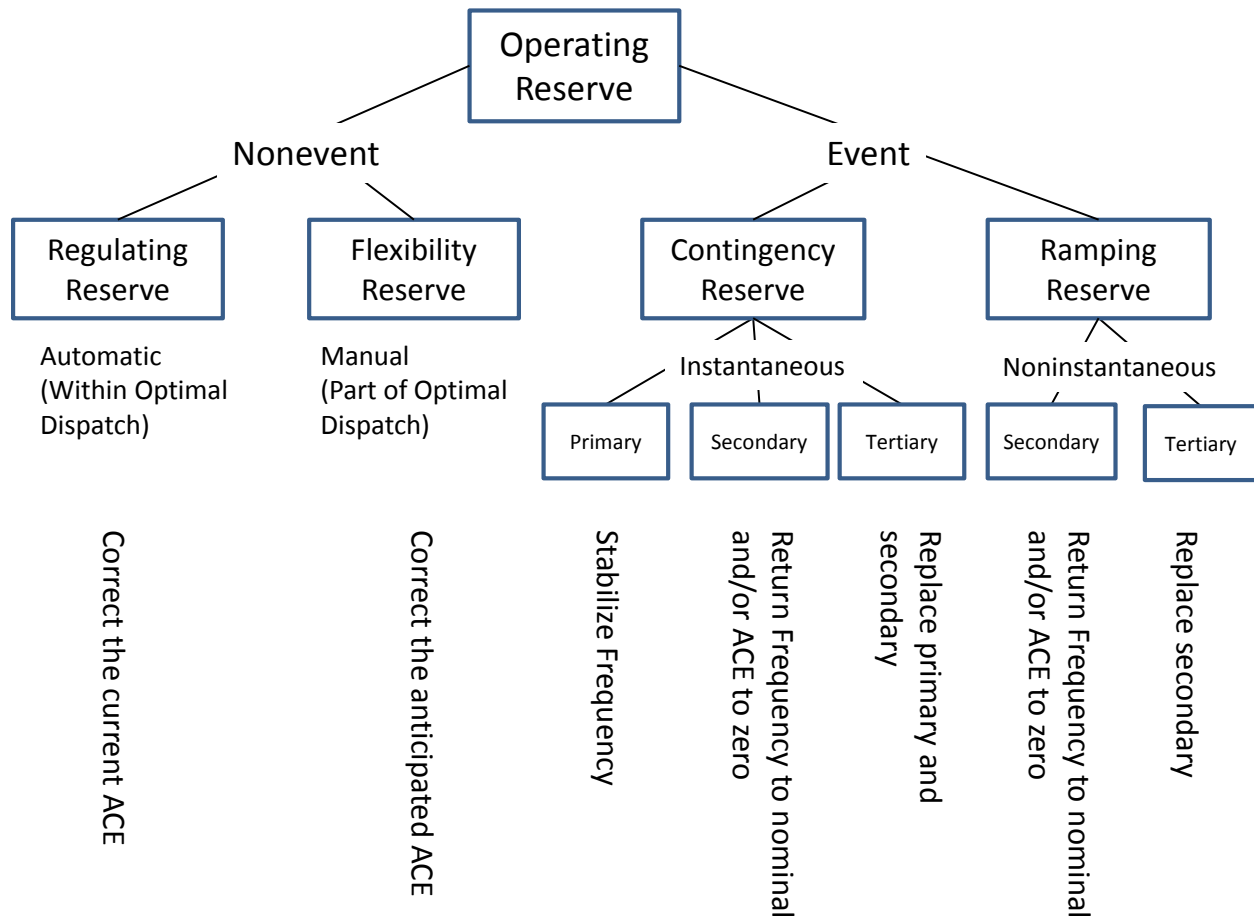 Operating
Reserve
Nonevent
Event
Regulating
Reserve
Flexibility
Reserve
Contingency
Reserve
Ramping
Reserve
Automatic
(Within Optimal
Dispatch)
Manual
(Part of Optimal
Dispatch)
Instantaneous
Noninstantaneous
Primary
Secondary
Tertiary
Secondary
Tertiary
Correct the current ACE
Correct the anticipated ACE
Stabilize Frequency
Return Frequency to nominal
and/or ACE to zero
Replace primary and
secondary
Return Frequency to nominal
and/or ACE to zero
Replace secondary